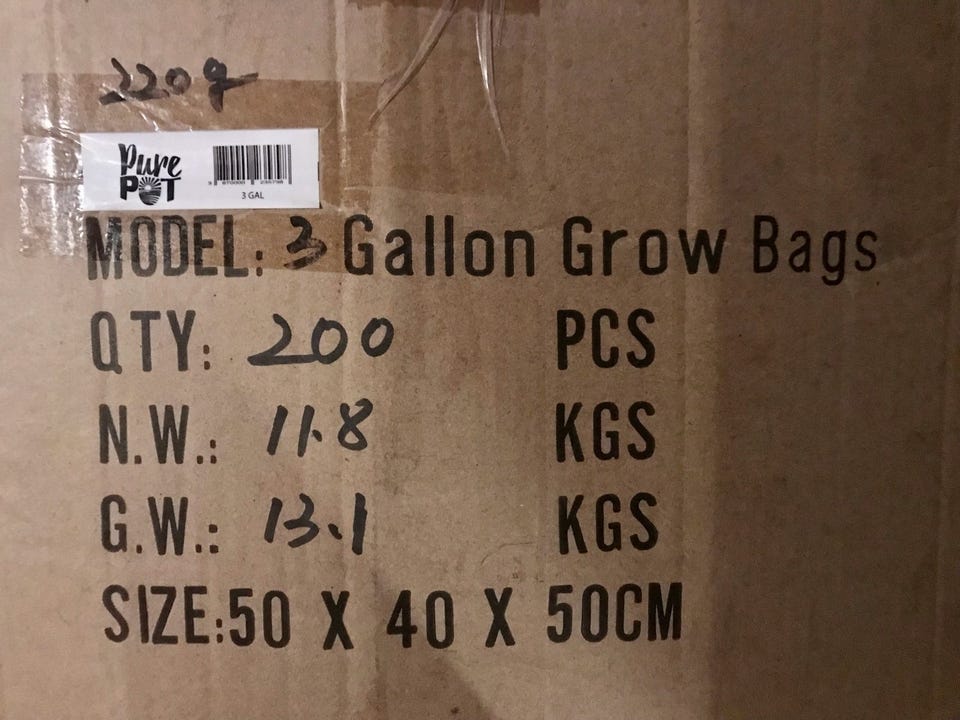 220g
Pure
POT
3 GAL
MODEL: 3 Gallon Grow Bags
QTY: 200 PCS
N.W.: 11.8 KGS
G.W.: 13.1 KGS
SIZE:50 X 40 X 50CM